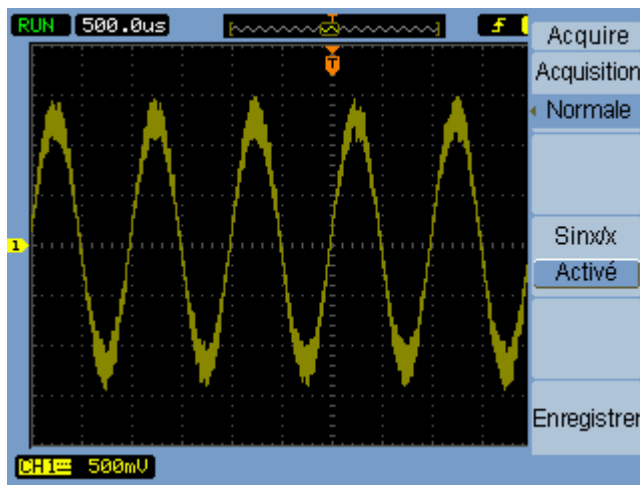 RUN 500.0us
T
Acquire
Acquisition
Normale
1
Sinx/x
Activé
Enregistrer
CH1 500mV